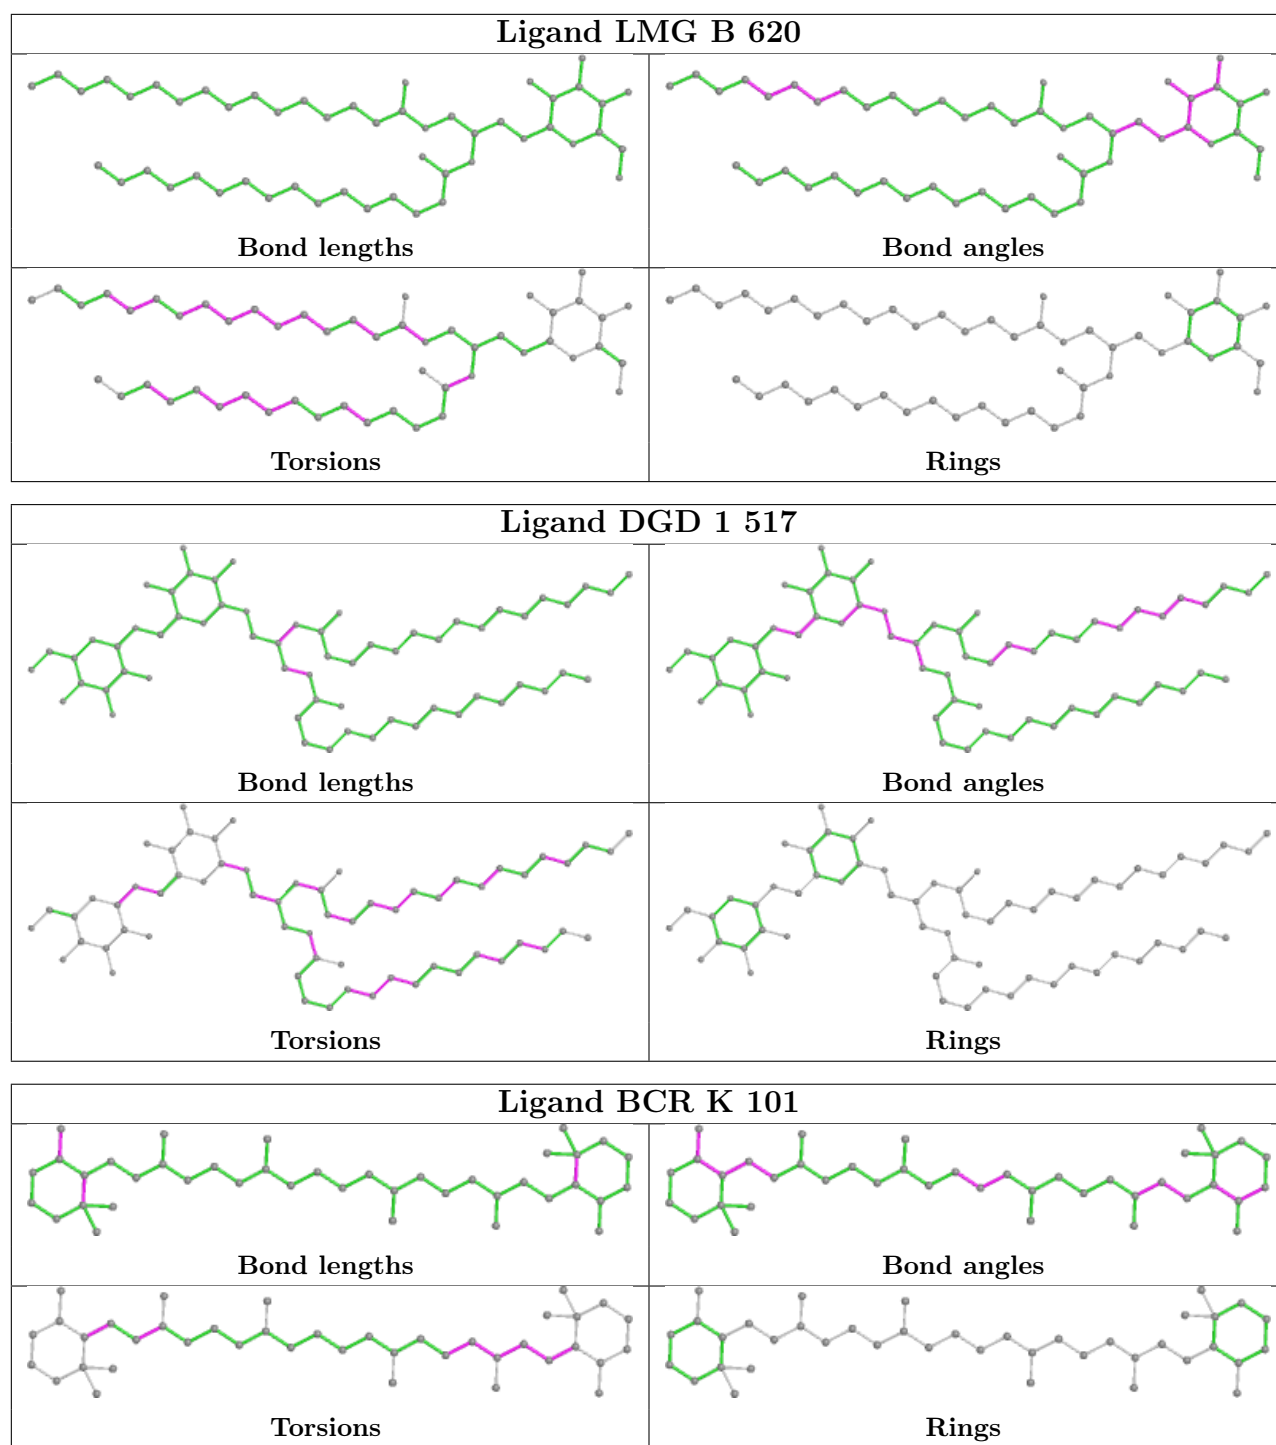 Ligand LMG B 620
Bond lengths
Bond angles
Torsions
Rings
Ligand DGD 1 517
Bond lengths
Bond angles
Torsions
Rings
Ligand BCR K 101
Bond lengths
Bond angles
Torsions
Rings